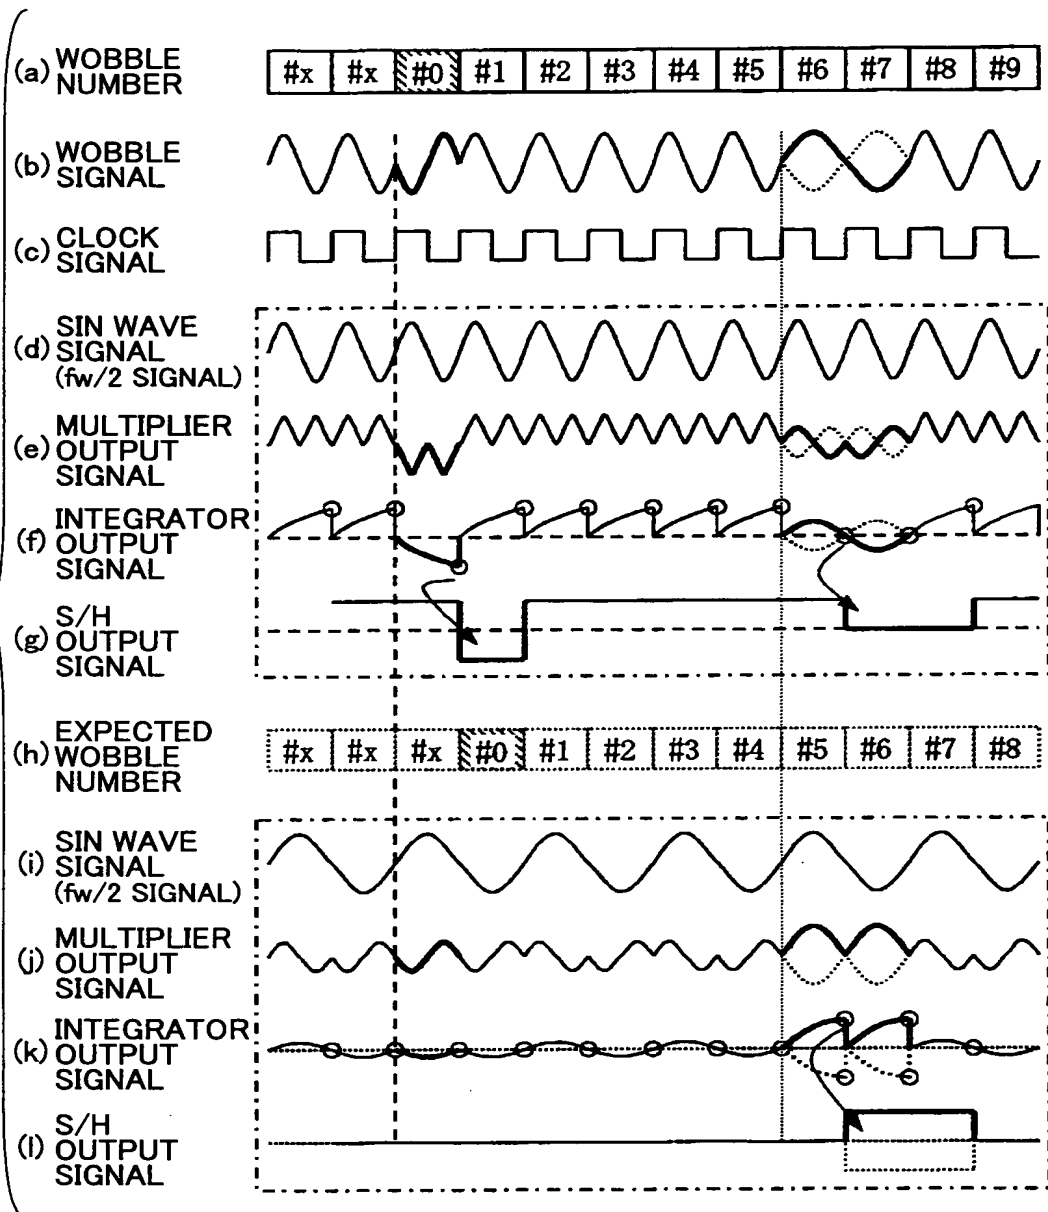 (a) WOBBLE
NUMBER
#x #x #0 #1 #2 #3 #4 #5 #6 #7 #8 #9
(b) WOBBLE
SIGNAL
(c) CLOCK
SIGNAL
SIN WAVE
(d) SIGNAL
(fw/2 SIGNAL)
MULTIPLIER
(e) OUTPUT
SIGNAL
INTEGRATOR
(f) OUTPUT
SIGNAL
S/H
(g) OUTPUT
SIGNAL
EXPECTED
(h) WOBBLE
NUMBER
#x #x #x #0 #1 #2 #3 #4 #5 #6 #7 #8
SIN WAVE
(i) SIGNAL
(fw/2 SIGNAL)
MULTIPLIER
(j) OUTPUT
SIGNAL
INTEGRATOR
(k) OUTPUT
SIGNAL
S/H
(l) OUTPUT
SIGNAL